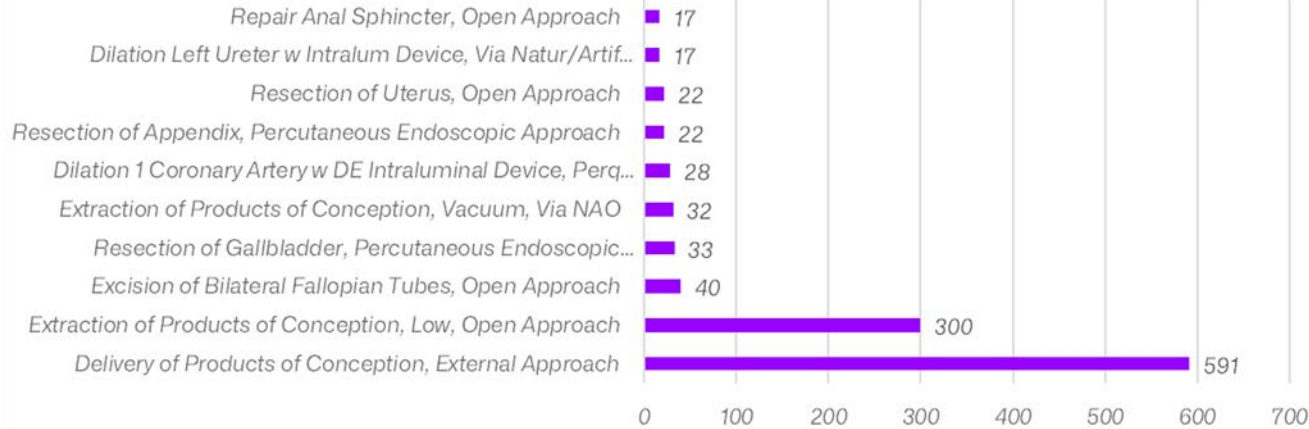 Repair Anal Sphincter, Open Approach 17
Dilation Left Ureter w Intralum Device, Via Natur/Artif... 17
Resection of Uterus, Open Approach 22
Resection of Appendix, Percutaneous Endoscopic Approach 22
Dilation 1 Coronary Artery w DE Intraluminal Device, Perq... 28
Extraction of Products of Conception, Vacuum, Via NAO 32
Resection of Gallbladder, Percutaneous Endoscopic... 33
Excision of Bilateral Fallopian Tubes, Open Approach 40
Extraction of Products of Conception, Low, Open Approach 300
Delivery of Products of Conception, External Approach 591
0 100 200 300 400 500 600 700